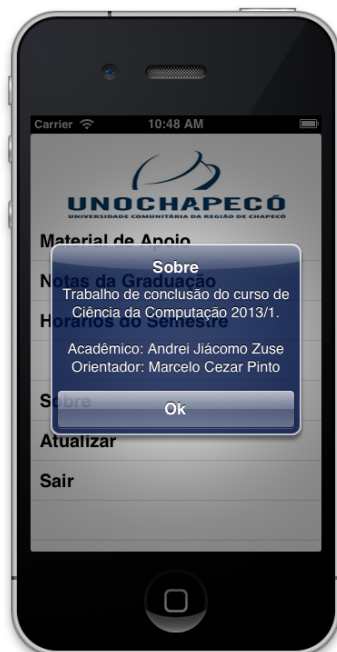 Carrier 10:48 AM
UNOCHAPECÓ
UNIVERSIDADE COMUNITÁRIA DA REGIÃO DE CHAPECÓ
Material de Apoio
Sobre
Notas da Graduação
Trabalho de conclusão do curso de
Ciência da Computação 2013/1.
Horários do Semestre
Acadêmico: Andrei Jiácomo Zuse
Orientador: Marcelo Cezar Pinto
Sobre
Ok
Atualizar
Sair